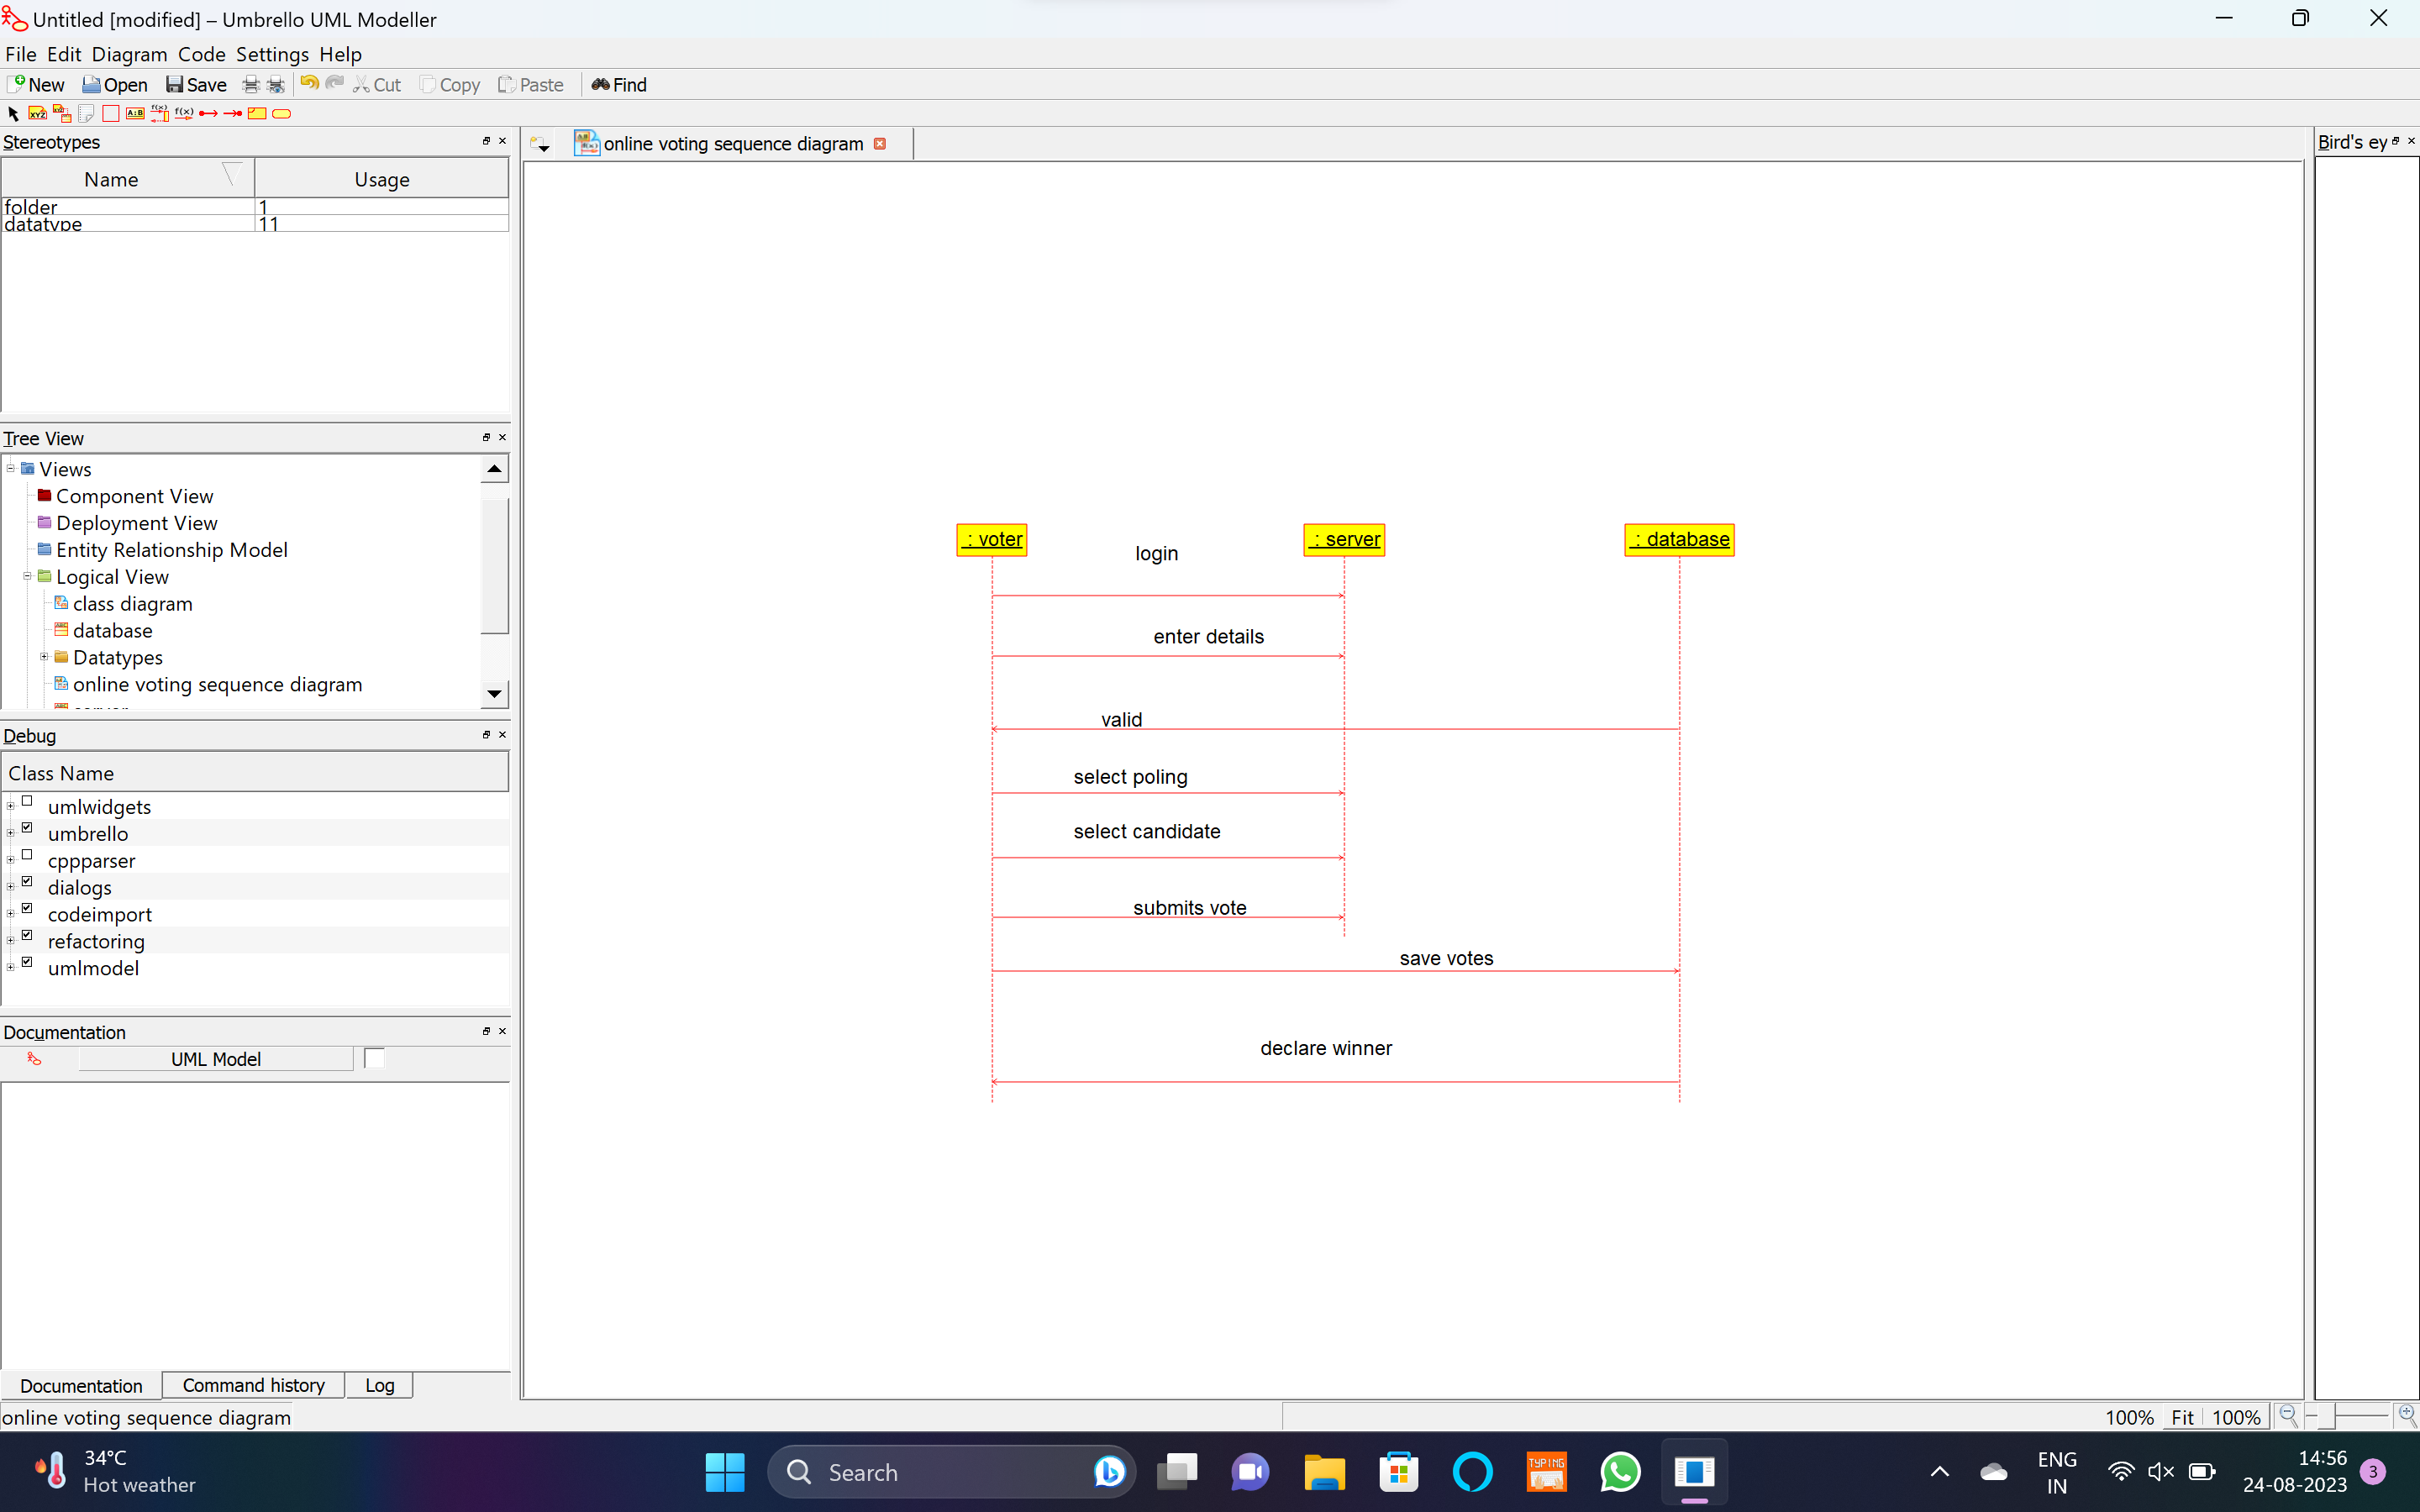 Untitled [modified] – Umbrello UML Modeller
File Edit Diagram Code Settings Help
New Open Save Cut Copy Paste Find
Stereotypes
Name Usage
folder 1
datatype 11
Tree View
Views
Component View
Deployment View
Entity Relationship Model
Logical View
class diagram
database
Datatypes
online voting sequence diagram
Debug
Class Name
umlwidgets
umbrello
cppparser
dialogs
codeimport
refactoring
umlmodel
Documentation
UML Model
Documentation Command history Log
online voting sequence diagram
online voting sequence diagram
: voter
: server
: database
login
enter details
valid
select poling
select candidate
submits vote
save votes
declare winner
Bird's ey
100% Fit 100%
34°C
Hot weather
Search
TYPING
ENG
IN
14:56
24-08-2023
3